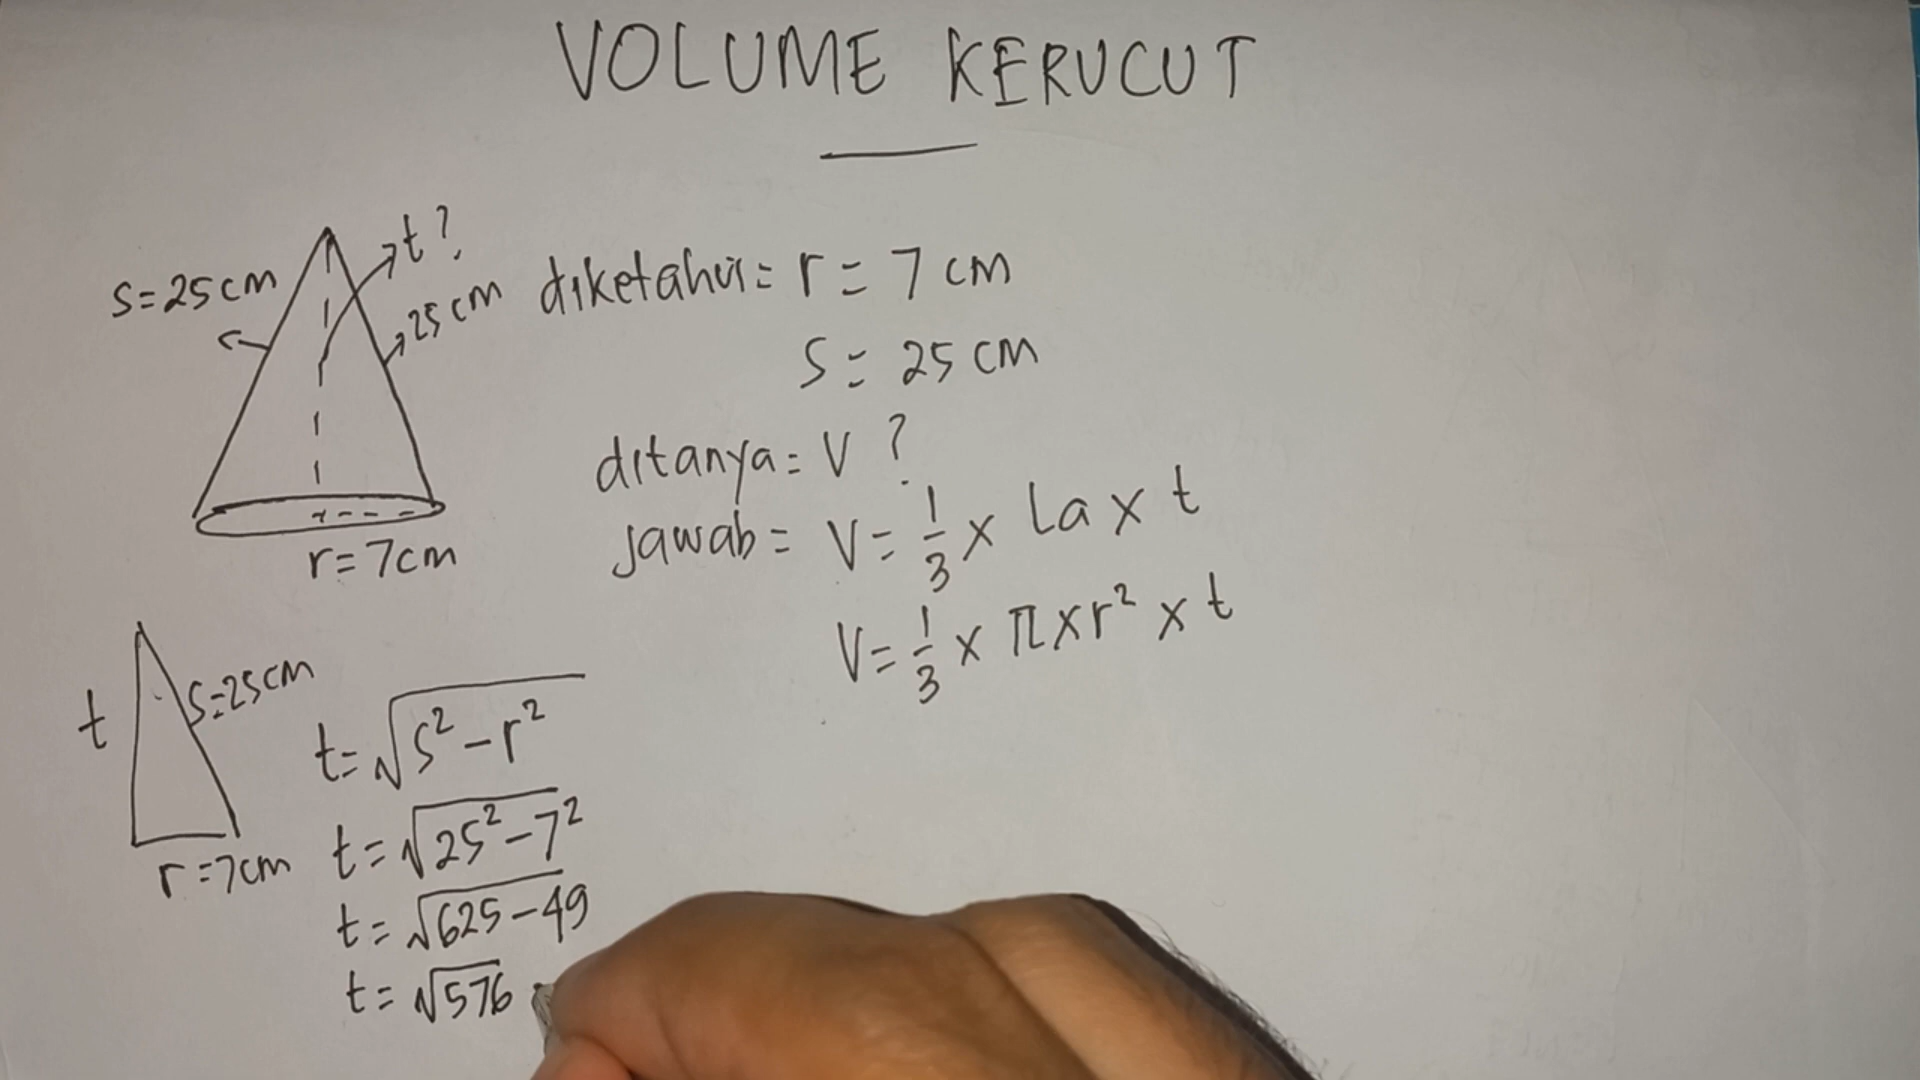 VOLUME KERUCUT
t?
S=25cm
25cm
r=7cm
diketahui= r= 7 cm
S= 25 cm
ditanya= V ?
jawab= V= 1/3 x La x t
V= 1/3 x π x r² x t
t
S=25cm
r=7cm
t= √S²-r²
t= √25²-7²
t= √625-49
t= √576